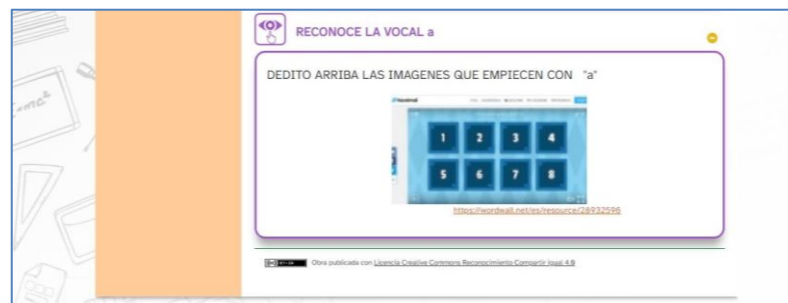 RECONOCE LA VOCAL a
DEDITO ARRIBA LAS IMAGENES QUE EMPIECEN CON "a"
Wordwall
1 2 3 4
5 6 7 8
https://wordwall.net/es/resource/28932596
Obra publicada con Licencia Creative Commons Reconocimiento Compartir Igual 4.0